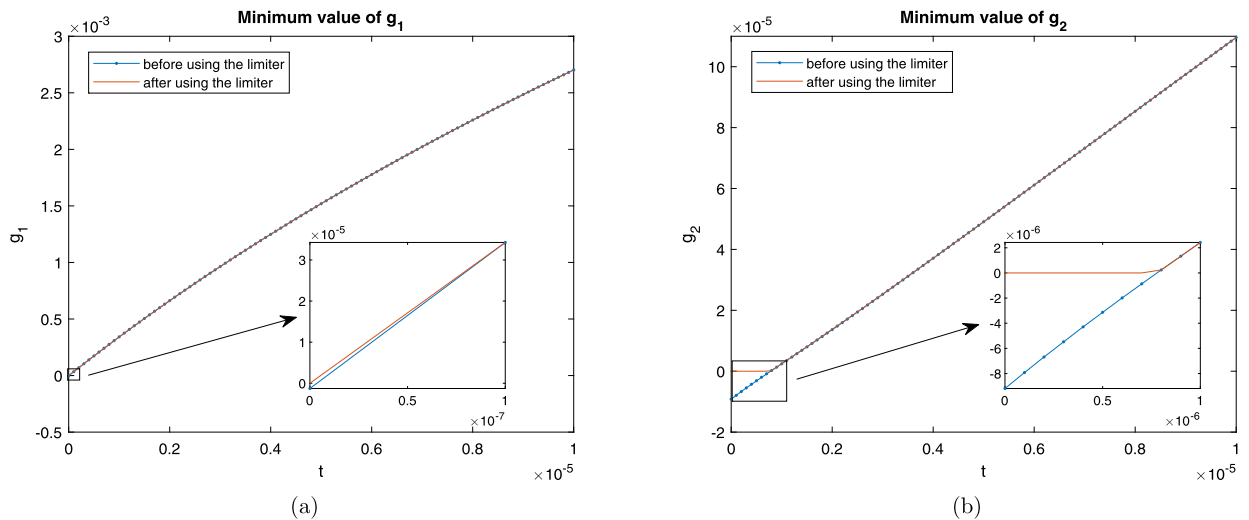 Minimum value of g₁
×10⁻³
3
2.5
2
1.5
1
0.5
0
-0.5
g₁
before using the limiter
after using the limiter
×10⁻⁵
3
2
1
0
0 0.5 1
×10⁻⁷
0 0.2 0.4 0.6 0.8 1
t
×10⁻⁵
(a)
Minimum value of g₂
×10⁻⁵
10
8
6
4
2
0
-2
g₂
before using the limiter
after using the limiter
×10⁻⁶
2
0
-2
-4
-6
-8
0 0.5 1
×10⁻⁶
0 0.2 0.4 0.6 0.8 1
t
×10⁻⁵
(b)